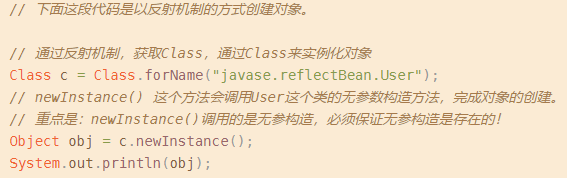 // 下面这段代码是以反射机制的方式创建对象。
// 通过反射机制，获取Class，通过Class来实例化对象
Class c = Class.forName("javase.reflectBean.User");
// newInstance() 这个方法会调用User这个类的无参数构造方法，完成对象的创建。
// 重点是：newInstance()调用的是无参构造，必须保证无参构造是存在的！
Object obj = c.newInstance();
System.out.println(obj);